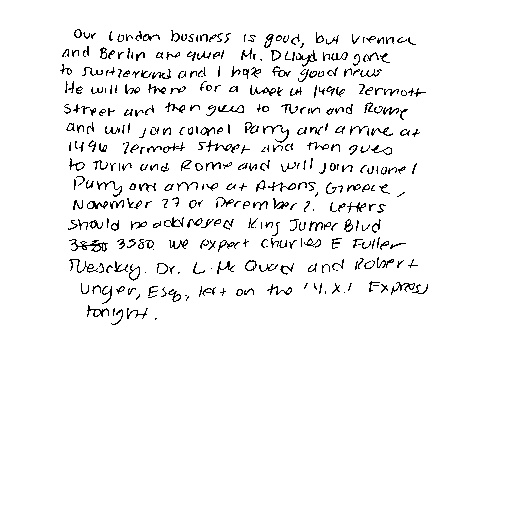 Our London business is good, but Vienna
and Berlin are quiet Mr. D Lloyd has gone
to Switzerland and I hope for good news
He will be there for a week at 1496 Zermott
Street and then goes to Turin and Rome
and will join colonel Parry and arrive at
1496 Zermott Street and then goes
to Turin and Rome and will join colonel
Parry and arrive at Athens, Greece,
November 27 or December 2. Letters
should be addressed King James Blvd
3580 We expect Charles E Fuller
Tuesday. Dr. L. Mc Quad and Robert
Unger, Esq, left on the Express
tonight.